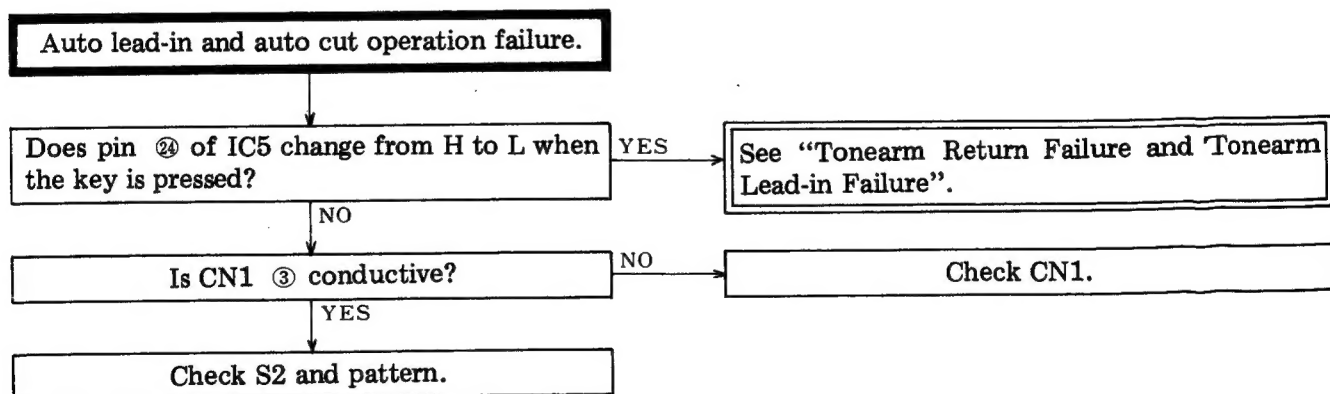 Auto lead-in and auto cut operation failure.
Does pin ㉔ of IC5 change from H to L when
the key is pressed?
YES
See “Tonearm Return Failure and Tonearm
Lead-in Failure”.
NO
Is CN1 ③ conductive?
NO
Check CN1.
YES
Check S2 and pattern.